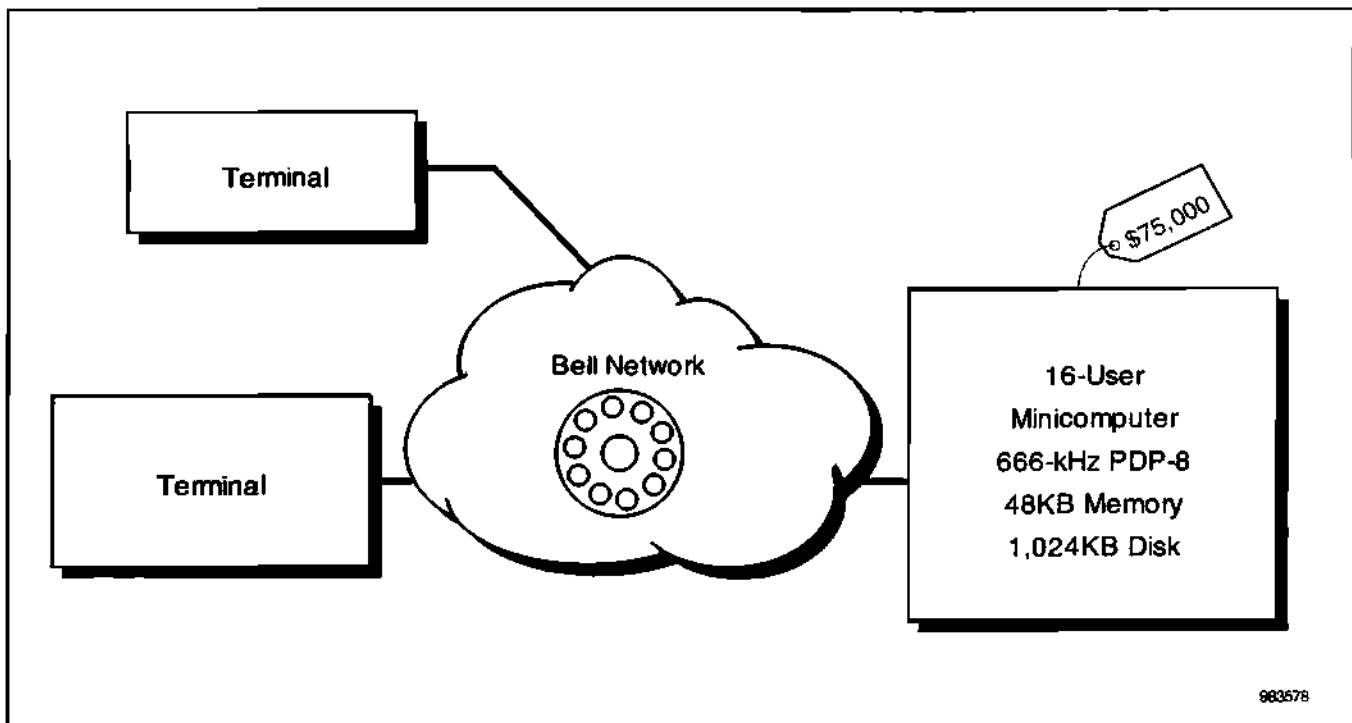 Terminal
$75,000
Bell Network
16-User
Minicomputer
666-kHz PDP-8
48KB Memory
1,024KB Disk
Terminal
983578